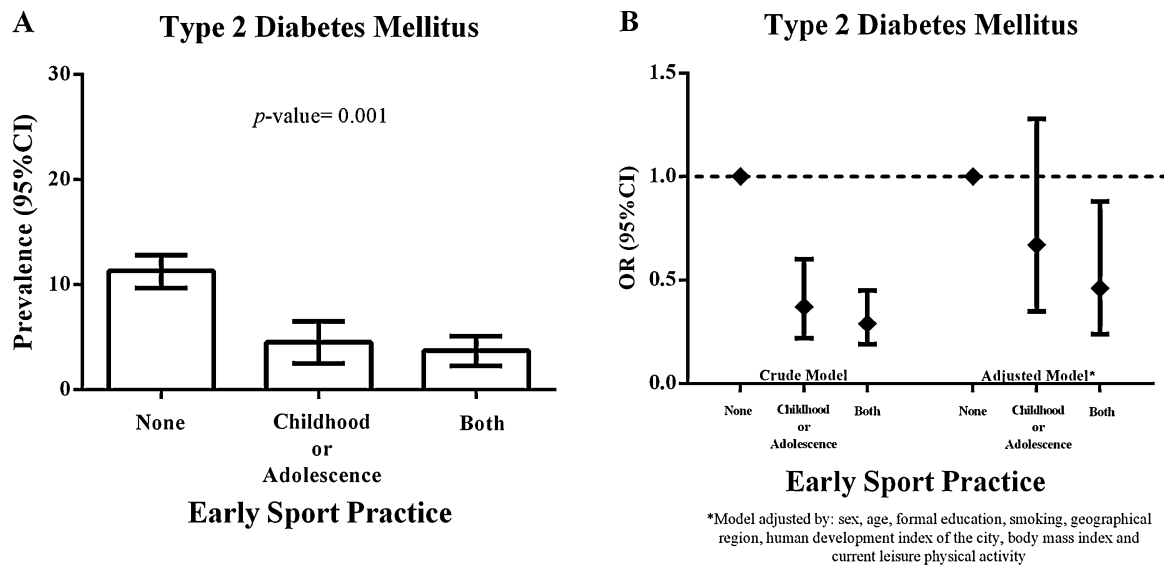 A
Type 2 Diabetes Mellitus
Prevalence (95%CI)
30
20
10
0
p-value= 0.001
None
Childhood
or
Adolescence
Both
Early Sport Practice
B
Type 2 Diabetes Mellitus
OR (95%CI)
1.5
1.0
0.5
0.0
Crude Model
Adjusted Model*
None
Childhood
or
Adolescence
Both
None
Childhood
or
Adolescence
Both
Early Sport Practice
*Model adjusted by: sex, age, formal education, smoking, geographical
region, human development index of the city, body mass index and
current leisure physical activity